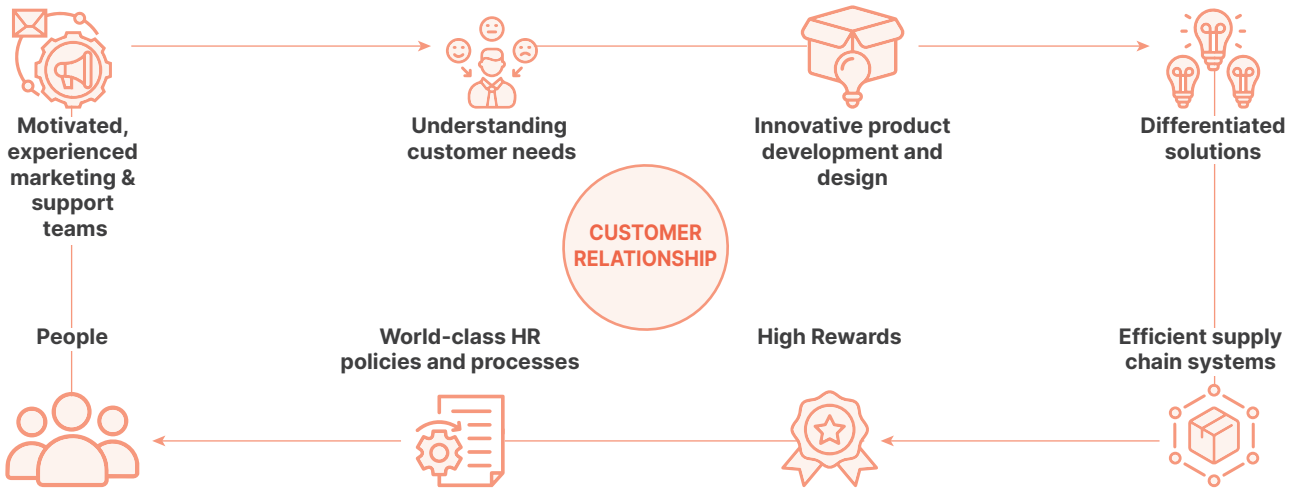 Motivated,
experienced
marketing &
support
teams
Understanding
customer needs
Innovative product
development and
design
Differentiated
solutions
CUSTOMER
RELATIONSHIP
People
World-class HR
policies and processes
High Rewards
Efficient supply
chain systems